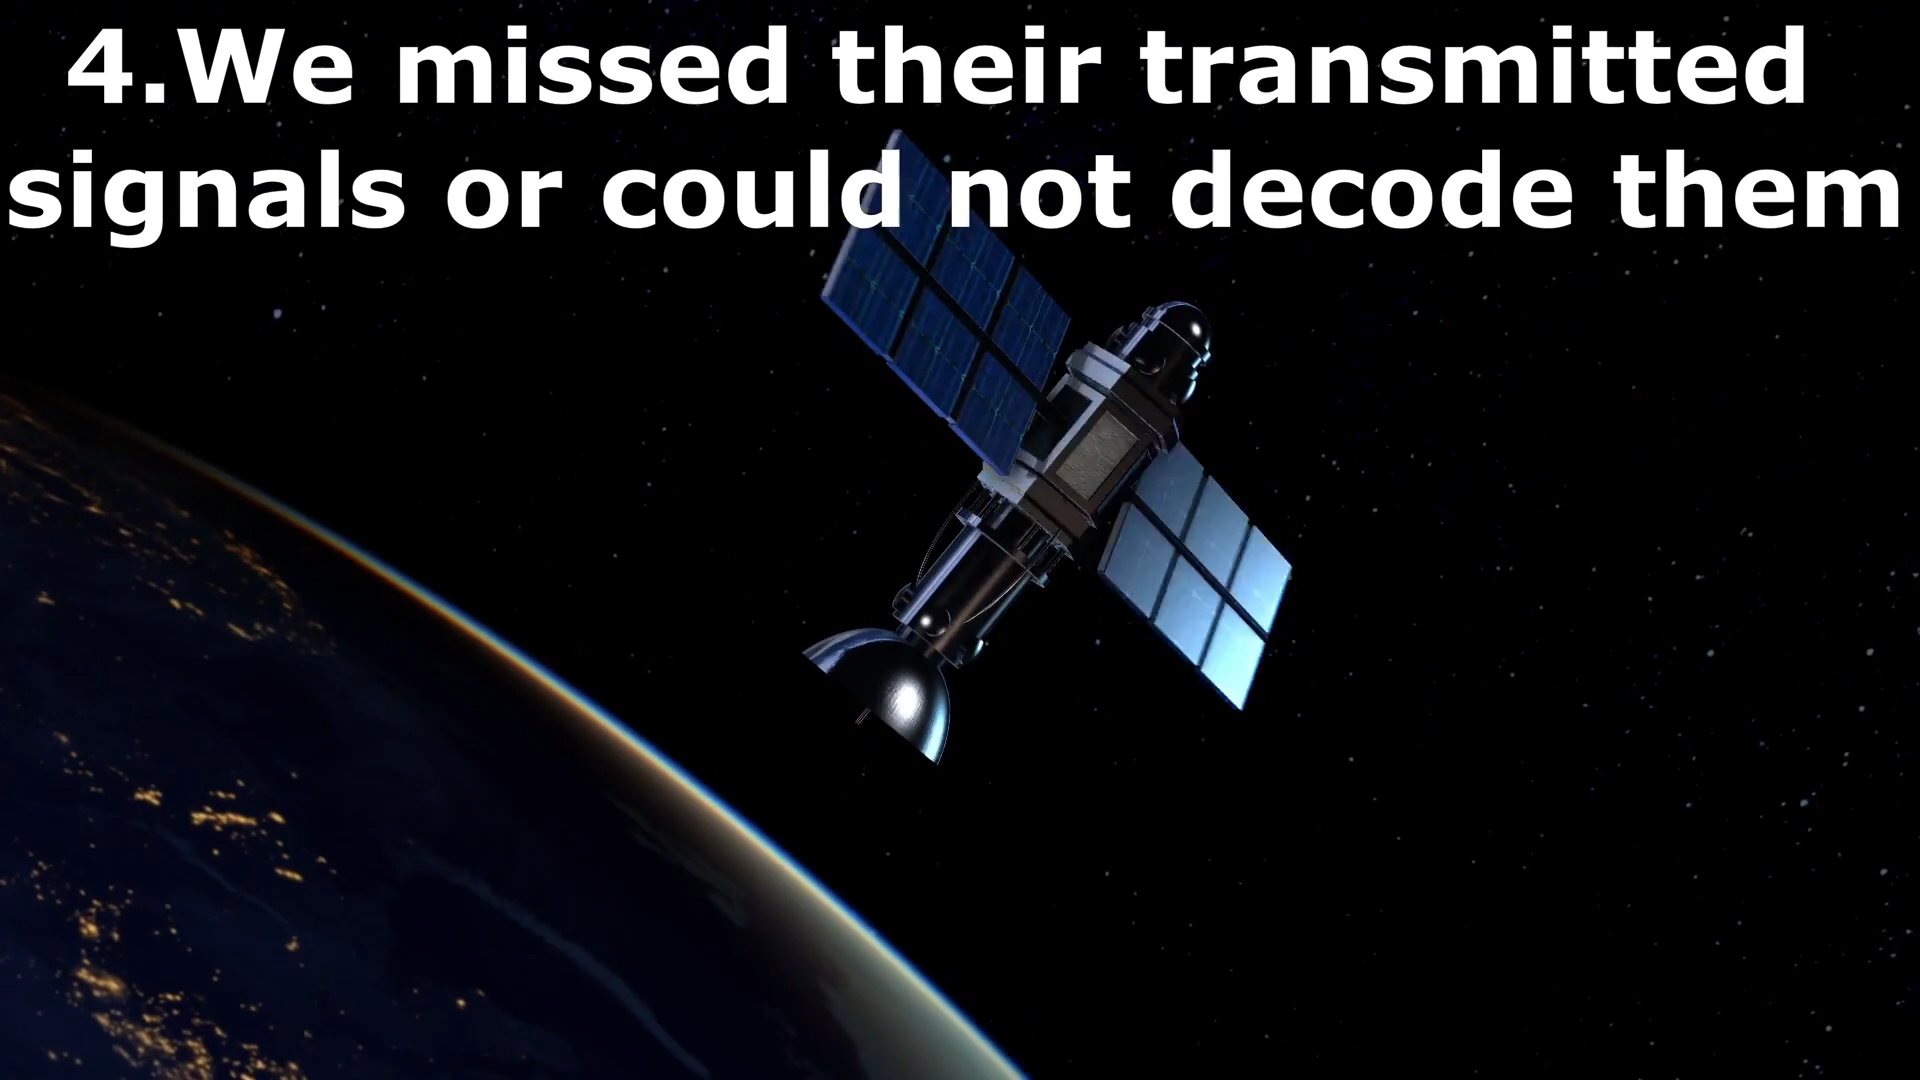 4.We missed their transmitted
signals or could not decode them